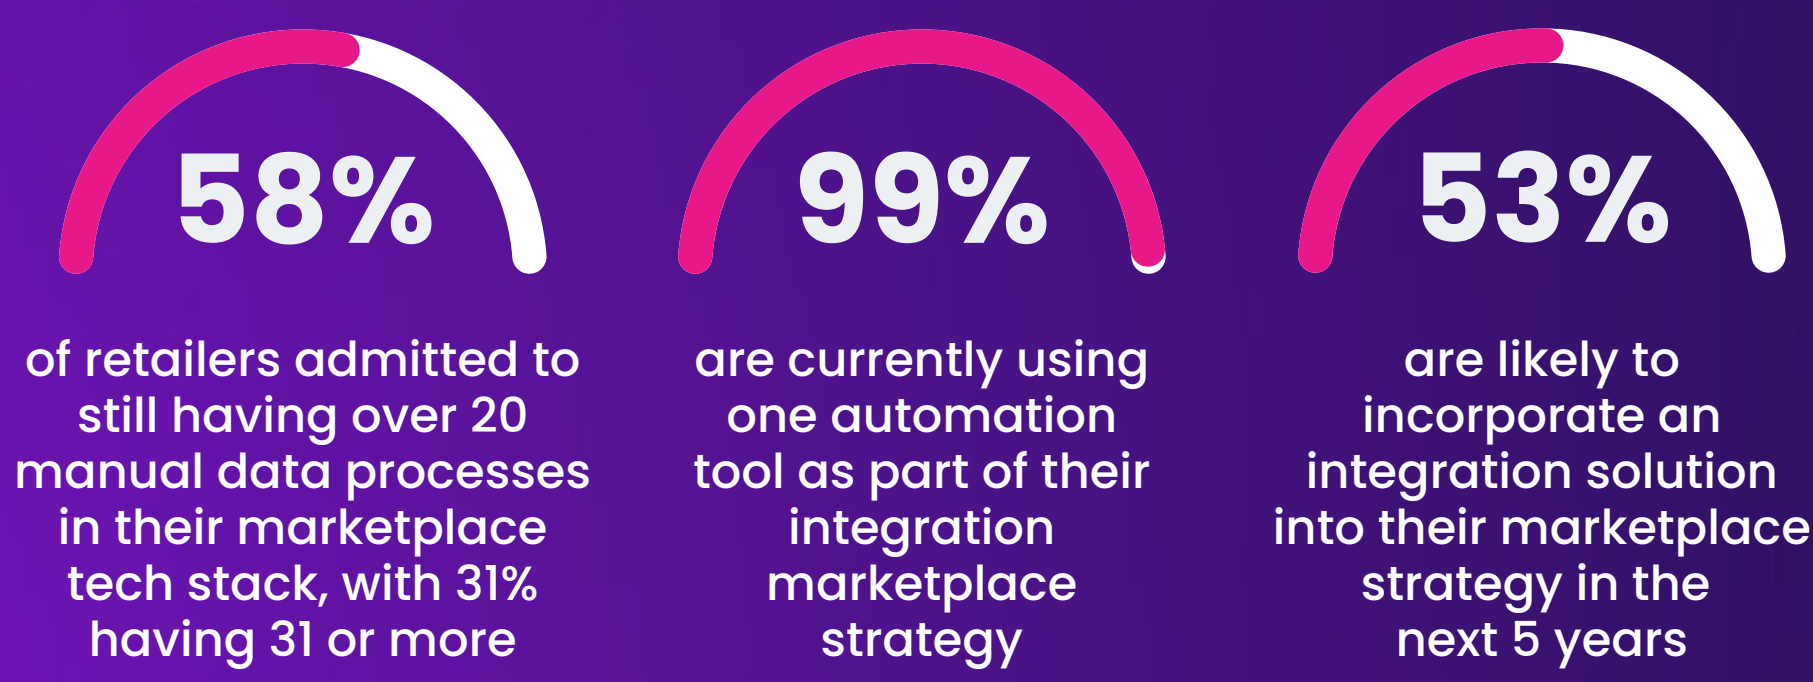 58%
of retailers admitted to
still having over 20
manual data processes
in their marketplace
tech stack, with 31%
having 31 or more
99%
are currently using
one automation
tool as part of their
integration
marketplace
strategy
53%
are likely to
incorporate an
integration solution
into their marketplace
strategy in the
next 5 years